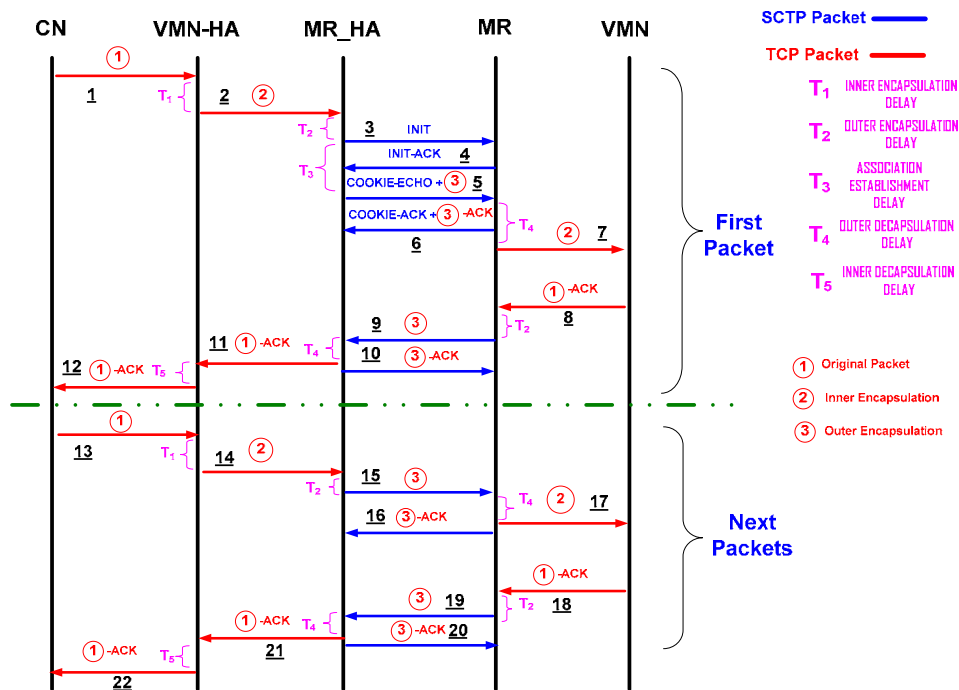 CN VMN-HA MR_HA MR VMN
SCTP Packet
TCP Packet
T1 INNER ENCAPSULATION
DELAY
T2 OUTER ENCAPSULATION
DELAY
T3 ASSOCIATION
ESTABLISHMENT
DELAY
T4 OUTER DECAPSULATION
DELAY
T5 INNER DECAPSULATION
DELAY
1 Original Packet
2 Inner Encapsulation
3 Outer Encapsulation
1
1 T1 2 2
T2 3 INIT
INIT-ACK 4
T3
COOKIE-ECHO + 3 5
COOKIE-ACK + 3 -ACK T4
6
2 7
First
Packet
1 -ACK
8
9 3 T2
11 1 -ACK T4
10 3 -ACK
12 1 -ACK T5
1
13 T1 14 2
T2 15 3
T4 2 17
16 3 -ACK
Next
Packets
1 -ACK
18
3 19 T2
1 -ACK T4
21
3 -ACK 20
1 -ACK T5
22